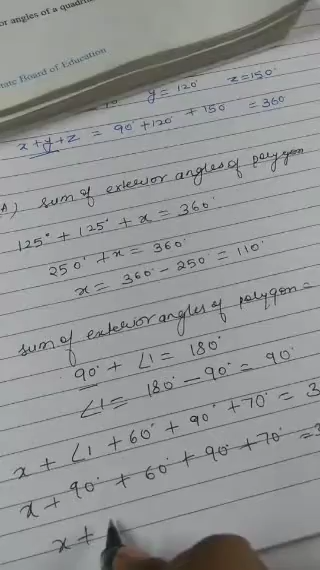 or angles of a quadri
tate Board of Education
y = 120° z = 150°
x + y + z = 90° + 120° + 150 = 360°
A) sum of exterior angles of polygon
125° + 125° + x = 360°
250° + x = 360°
x = 360° - 250° = 110°
sum of exterior angles of polygon =
90° + ∠1 = 180°
∠1 = 180° - 90° = 90°
x + ∠1 + 60° + 90° + 70° = 3
x + 90° + 60° + 90° + 70° = 3
x +